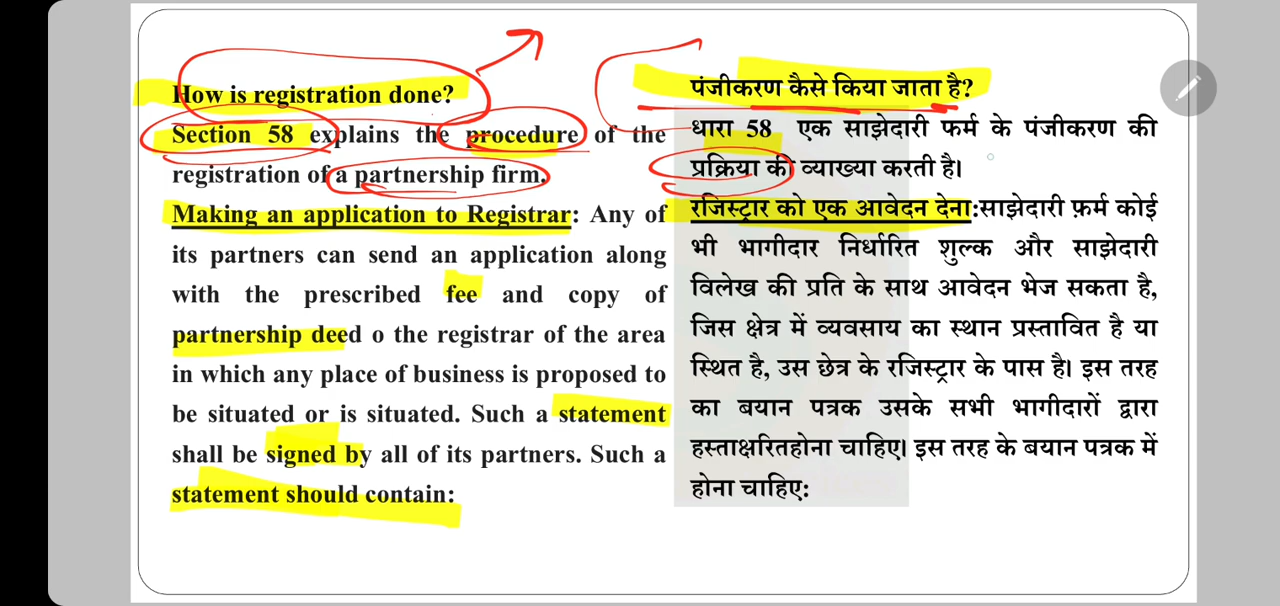 How is registration done?
Section 58 explains the procedure of the
registration of a partnership firm.
Making an application to Registrar: Any of
its partners can send an application along
with the prescribed fee and copy of
partnership deed o the registrar of the area
in which any place of business is proposed to
be situated or is situated. Such a statement
shall be signed by all of its partners. Such a
statement should contain:
पंजीकरण कैसे किया जाता है?
धारा 58 एक साझेदारी फर्म के पंजीकरण की
प्रक्रिया की व्याख्या करती है।
रजिस्ट्रार को एक आवेदन देना:साझेदारी फ़र्म कोई
भी भागीदार निर्धारित शुल्क और साझेदारी
विलेख की प्रति के साथ आवेदन भेज सकता है,
जिस क्षेत्र में व्यवसाय का स्थान प्रस्तावित है या
स्थित है, उस छेत्र के रजिस्ट्रार के पास है। इस तरह
का बयान पत्रक उसके सभी भागीदारों द्वारा
हस्ताक्षरितहोना चाहिए। इस तरह के बयान पत्रक में
होना चाहिए: